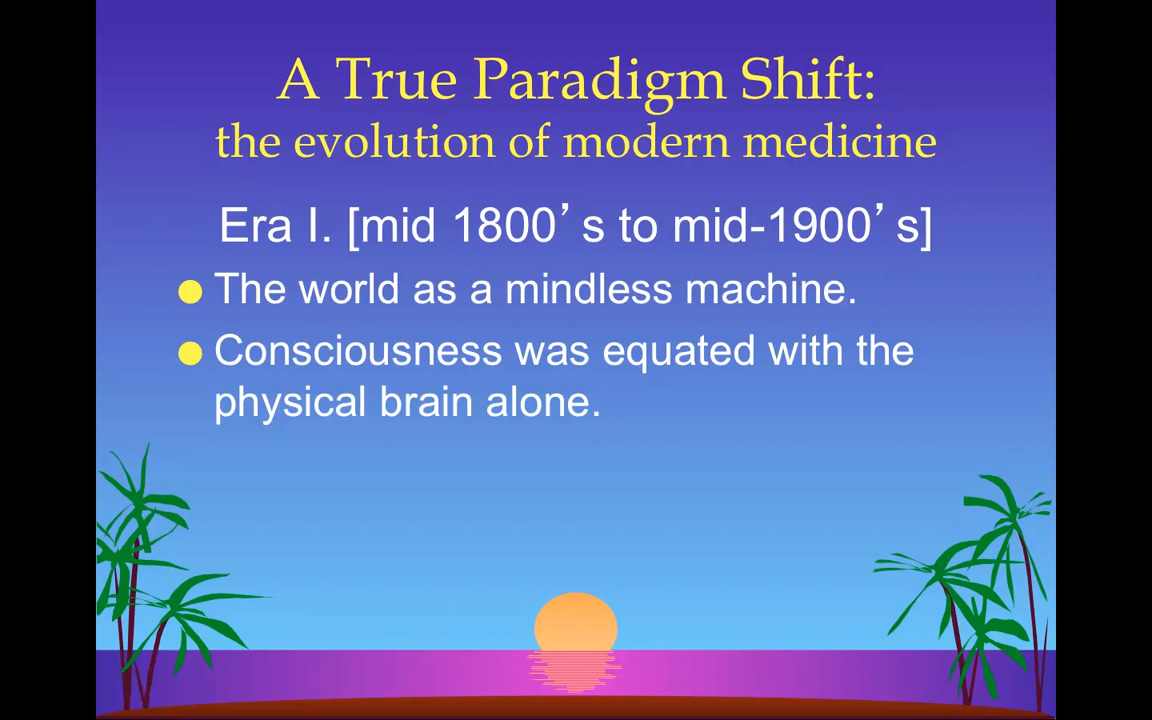 A True Paradigm Shift:
the evolution of modern medicine
Era I. [mid 1800’s to mid-1900’s]
The world as a mindless machine.
Consciousness was equated with the
physical brain alone.